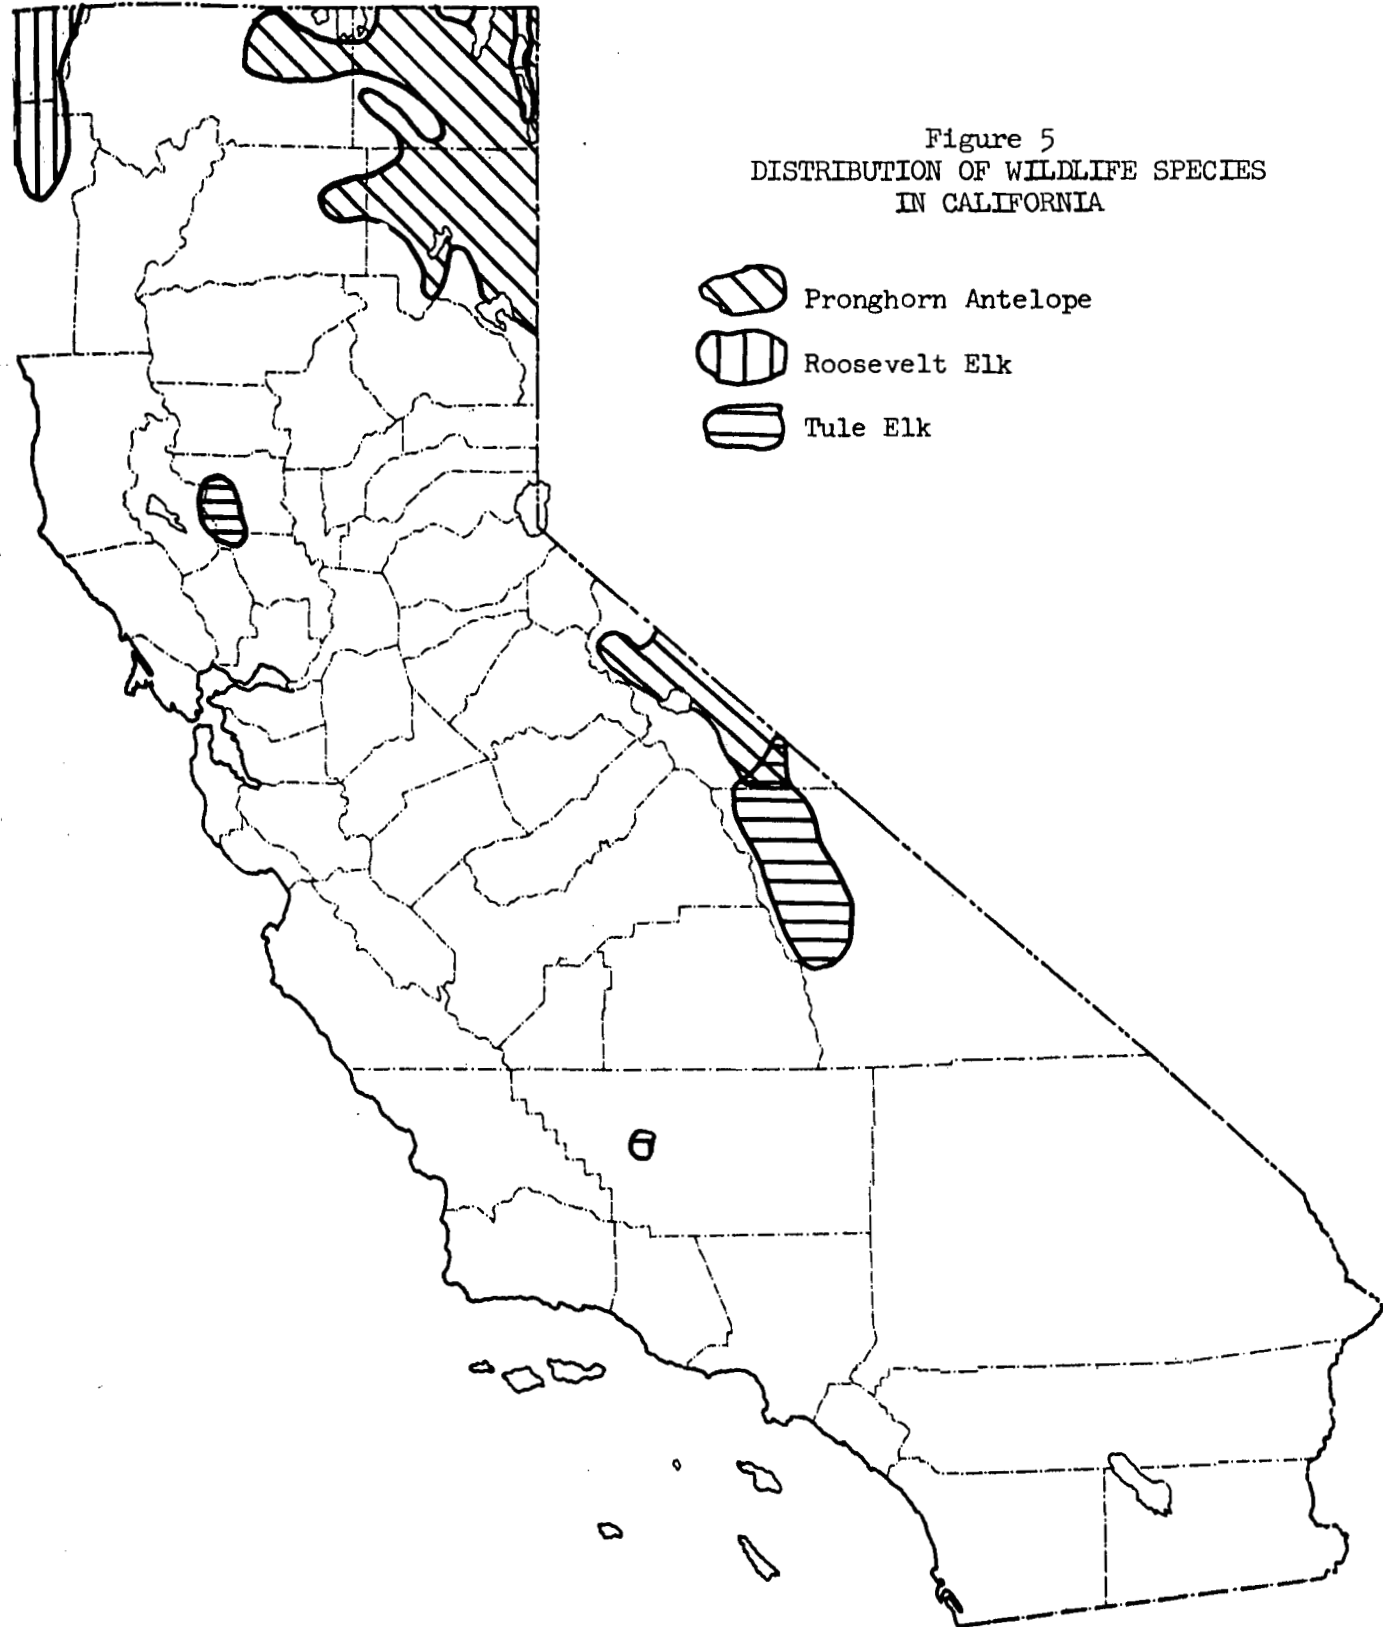 Figure 5
DISTRIBUTION OF WILDLIFE SPECIES
IN CALIFORNIA
Pronghorn Antelope
Roosevelt Elk
Tule Elk